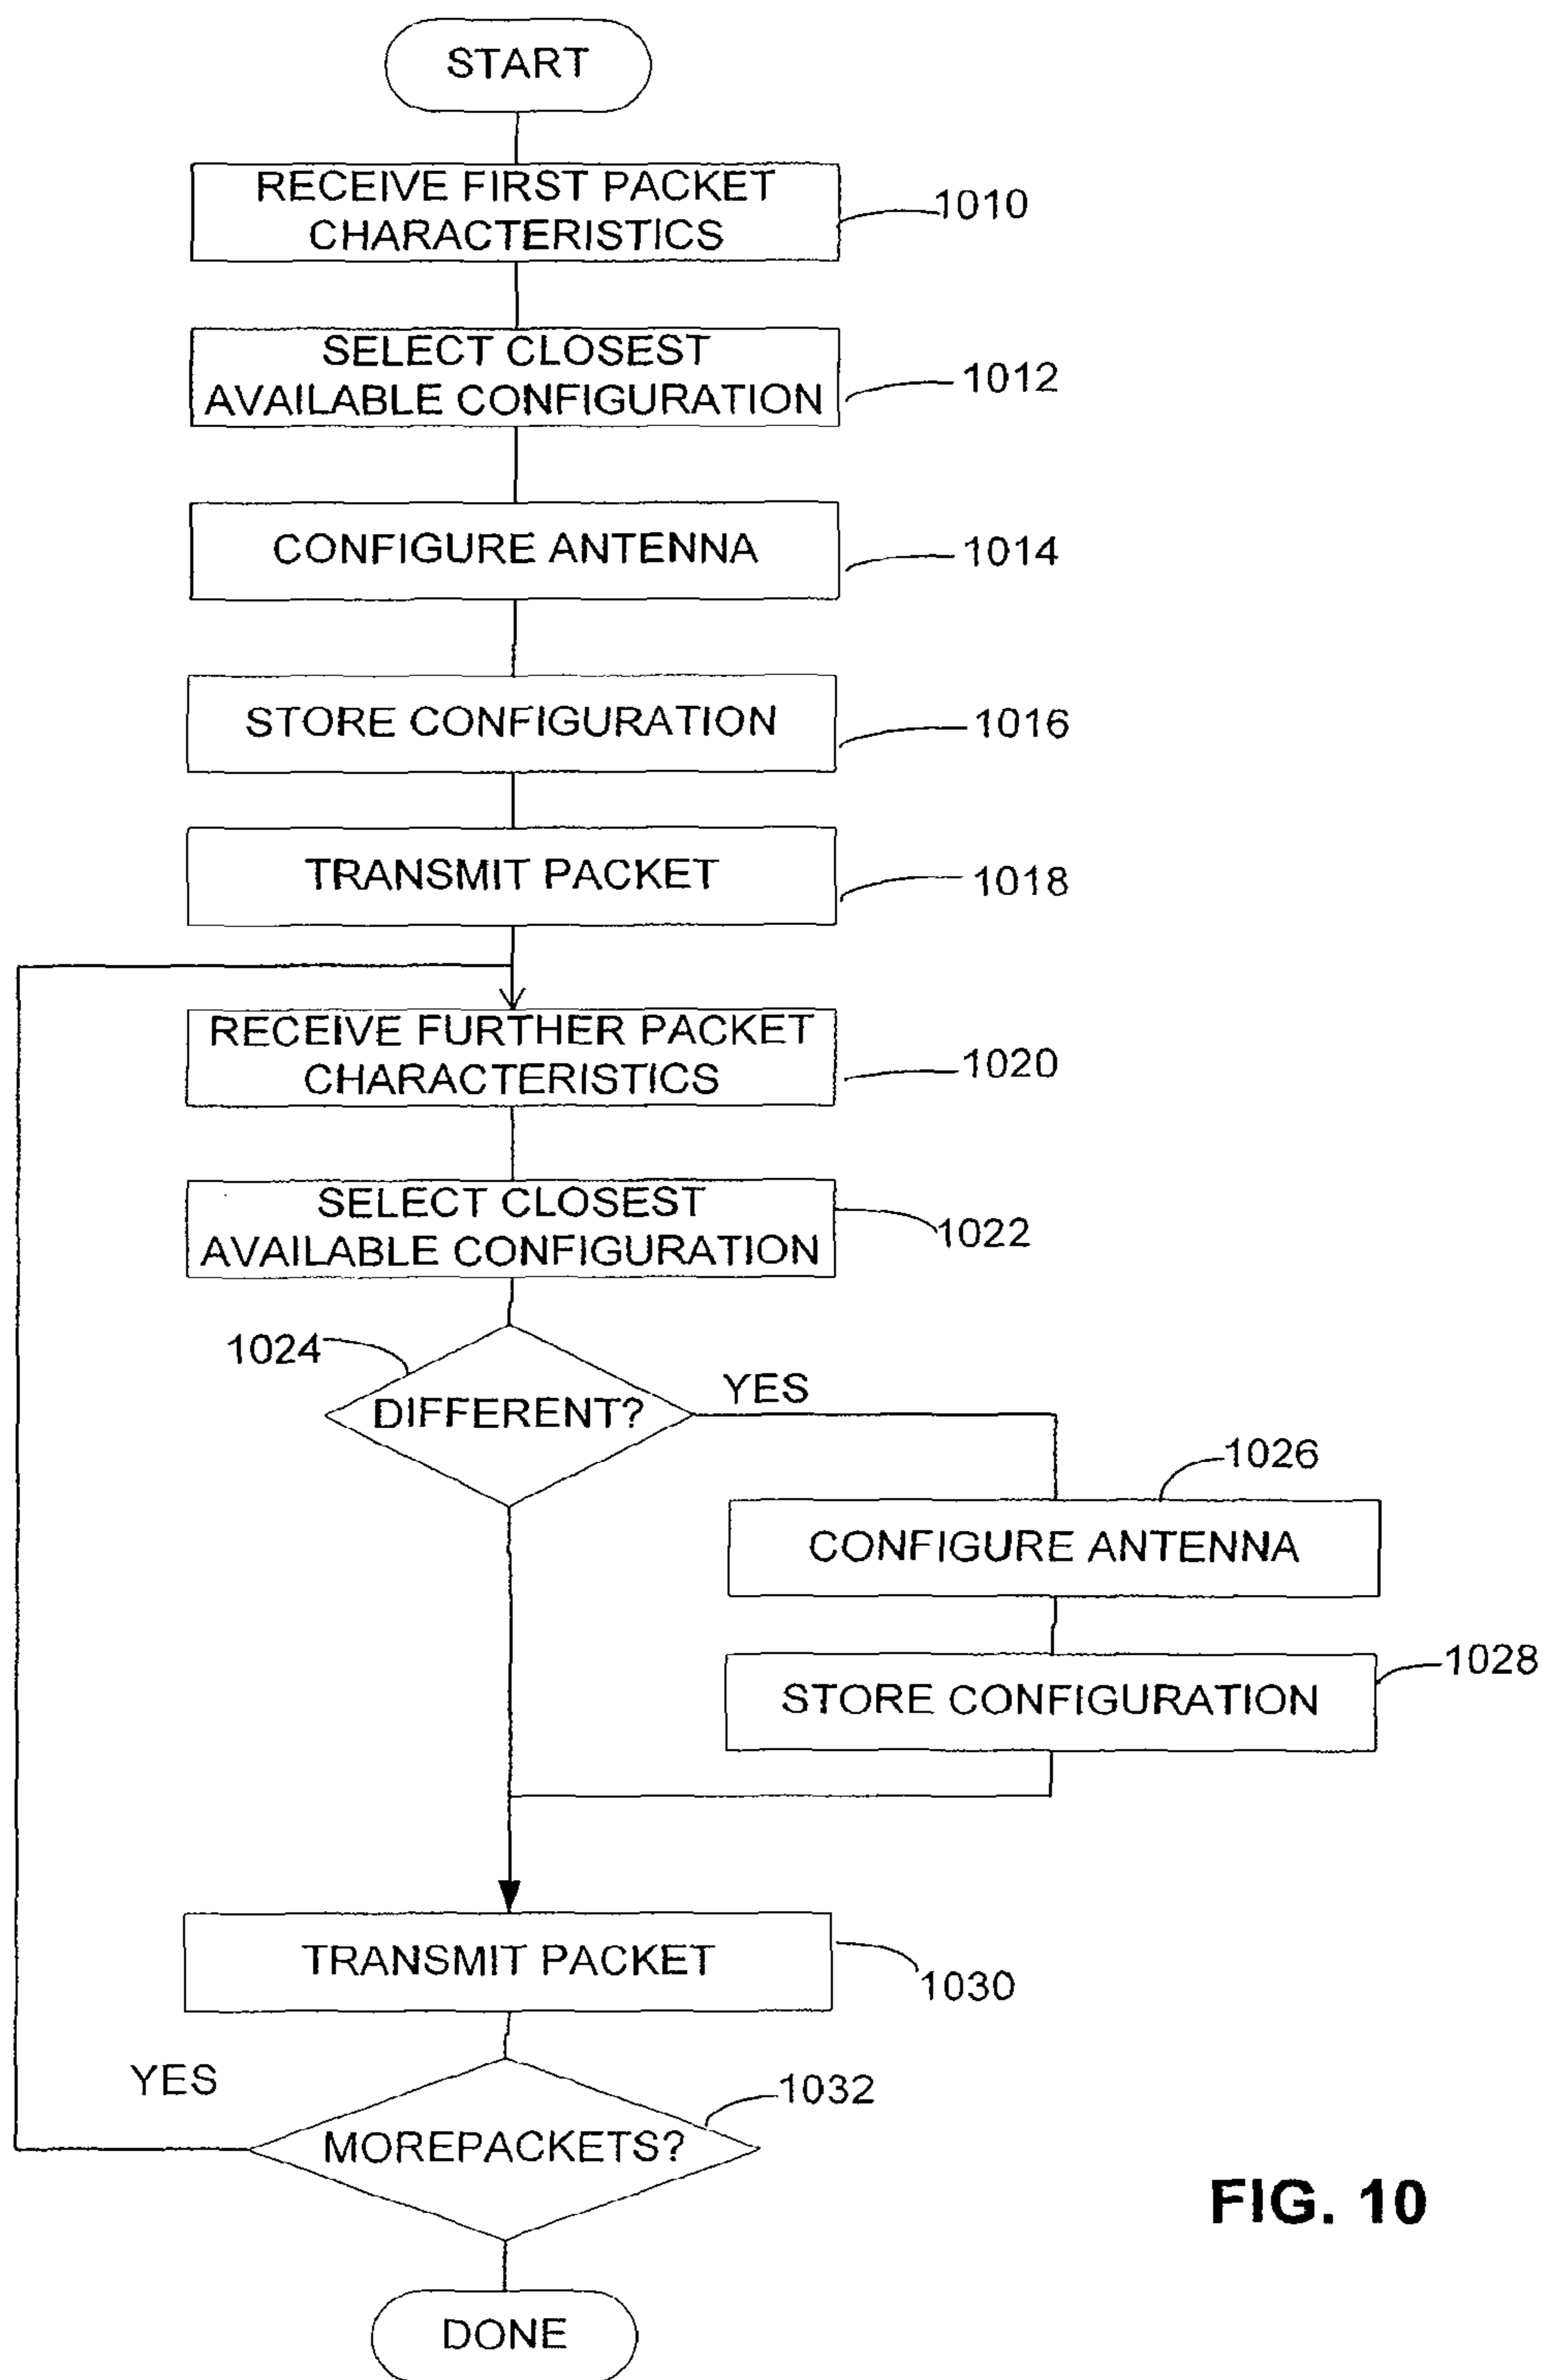 START
RECEIVE FIRST PACKET
CHARACTERISTICS
1010
SELECT CLOSEST
AVAILABLE CONFIGURATION
1012
CONFIGURE ANTENNA
1014
STORE CONFIGURATION
1016
TRANSMIT PACKET
1018
RECEIVE FURTHER PACKET
CHARACTERISTICS
1020
SELECT CLOSEST
AVAILABLE CONFIGURATION
1022
1024
DIFFERENT?
YES
1026
CONFIGURE ANTENNA
STORE CONFIGURATION
1028
TRANSMIT PACKET
1030
YES
MOREPACKETS?
1032
DONE
FIG. 10